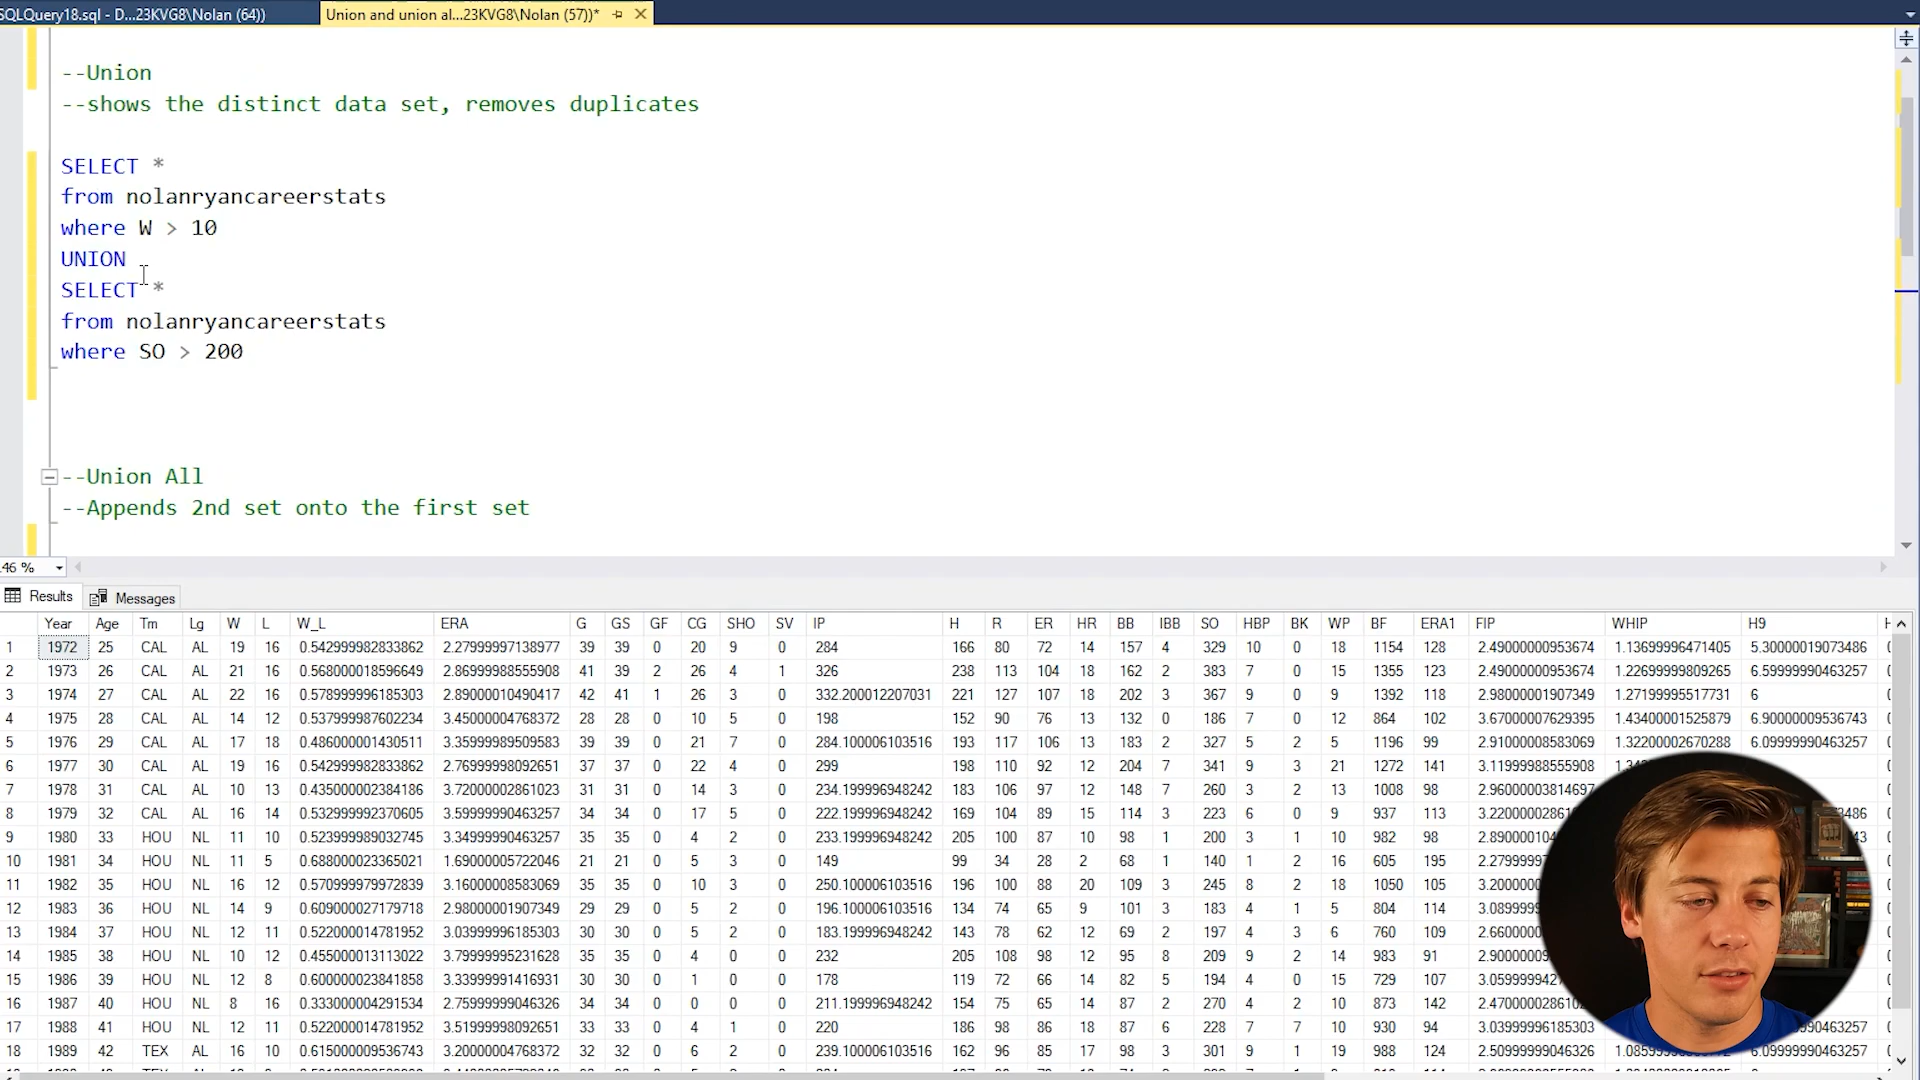 SQLQuery18.sql - D...23KVG8\Nolan (64))
Union and union al...23KVG8\Nolan (57))*
--Union
--shows the distinct data set, removes duplicates
SELECT *
from nolanryancareerstats
where W > 10
UNION
SELECT *
from nolanryancareerstats
where SO > 200
--Union All
--Appends 2nd set onto the first set
Results Messages
Year Age Tm Lg W L W_L ERA G GS GF CG SHO SV IP H R ER HR BB IBB SO HBP BK WP BF ERA1 FIP WHIP H9
1 1972 25 CAL AL 19 16 0.542999982833862 2.27999997138977 39 39 0 20 9 0 284 166 80 72 14 157 4 329 10 0 18 1154 128 2.49000000953674 1.13699996471405 5.30000019073486
2 1973 26 CAL AL 21 16 0.568000018596649 2.86999988555908 41 39 2 26 4 1 326 238 113 104 18 162 2 383 7 0 15 1355 123 2.49000000953674 1.226999999809265 6.59999990463257
3 1974 27 CAL AL 22 16 0.578999996185303 2.89000010490417 42 41 1 26 3 0 332.200012207031 221 127 107 18 202 3 367 9 0 9 1392 118 2.98000001907349 1.27199995517731 6
4 1975 28 CAL AL 14 12 0.537999987602234 3.45000004768372 28 28 0 10 5 0 198 152 90 76 13 132 0 186 7 0 12 864 102 3.67000007629395 1.43400001525879 6.90000009536743
5 1976 29 CAL AL 17 18 0.486000001430511 3.35999989509583 39 39 0 21 7 0 284.100006103516 193 117 106 13 183 2 327 5 2 5 1196 99 2.91000008583069 1.32200002670288 6.09999990463257
6 1977 30 CAL AL 19 16 0.542999982833862 2.76999998092651 37 37 0 22 4 0 299 198 110 92 12 204 7 341 9 3 21 1272 141 3.11999988555908
7 1978 31 CAL AL 10 13 0.435000002384186 3.72000002861023 31 31 0 14 3 0 234.199996948242 183 106 97 12 148 7 260 3 2 13 1008 98
8 1979 32 CAL AL 16 14 0.532999992370605 3.59999990463257 34 34 0 17 5 0 222.199996948242 169 104 89 15 114 3 223 6 0 9 937 113
9 1980 33 HOU NL 11 10 0.523999989032745 3.34999990463257 35 35 0 4 2 0 233.199996948242 205 100 87 10 98 1 200 3 1 10 982 98
10 1981 34 HOU NL 11 5 0.688000023365021 1.69000005722046 21 21 0 5 3 0 149 99 34 28 2 68 1 140 1 2 16 605 195
11 1982 35 HOU NL 16 12 0.570999979972839 3.16000008583069 35 35 0 10 3 0 250.100006103516 196 100 88 20 109 3 245 8 2 18 1050 105
12 1983 36 HOU NL 14 9 0.609000027179718 2.98000001907349 29 29 0 5 2 0 196.100006103516 134 74 65 9 101 3 183 4 1 5 804 114
13 1984 37 HOU NL 12 11 0.522000014781952 3.03999996185303 30 30 0 5 2 0 183.199996948242 143 78 62 12 69 2 197 4 3 6 760 109
14 1985 38 HOU NL 10 12 0.455000013113022 3.79999995231628 35 35 0 4 0 0 232 205 108 98 12 95 8 209 9 2 14 983 91
15 1986 39 HOU NL 12 8 0.600000023841858 3.33999991416931 30 30 0 1 0 0 178 119 72 66 14 82 5 194 4 0 15 729 107
16 1987 40 HOU NL 8 16 0.333000004291534 2.75999999046326 34 34 0 0 0 0 211.199996948242 154 75 65 14 87 2 270 4 2 10 873 142
17 1988 41 HOU NL 12 11 0.522000014781952 3.51999998092651 33 33 0 4 1 0 220 186 98 86 18 87 6 228 7 7 10 930 94 3.03999996185303
18 1989 42 TEX AL 16 10 0.615000009536743 3.20000004768372 32 32 0 6 2 0 239.100006103516 162 96 85 17 98 3 301 9 1 19 988 124 2.50999999046326